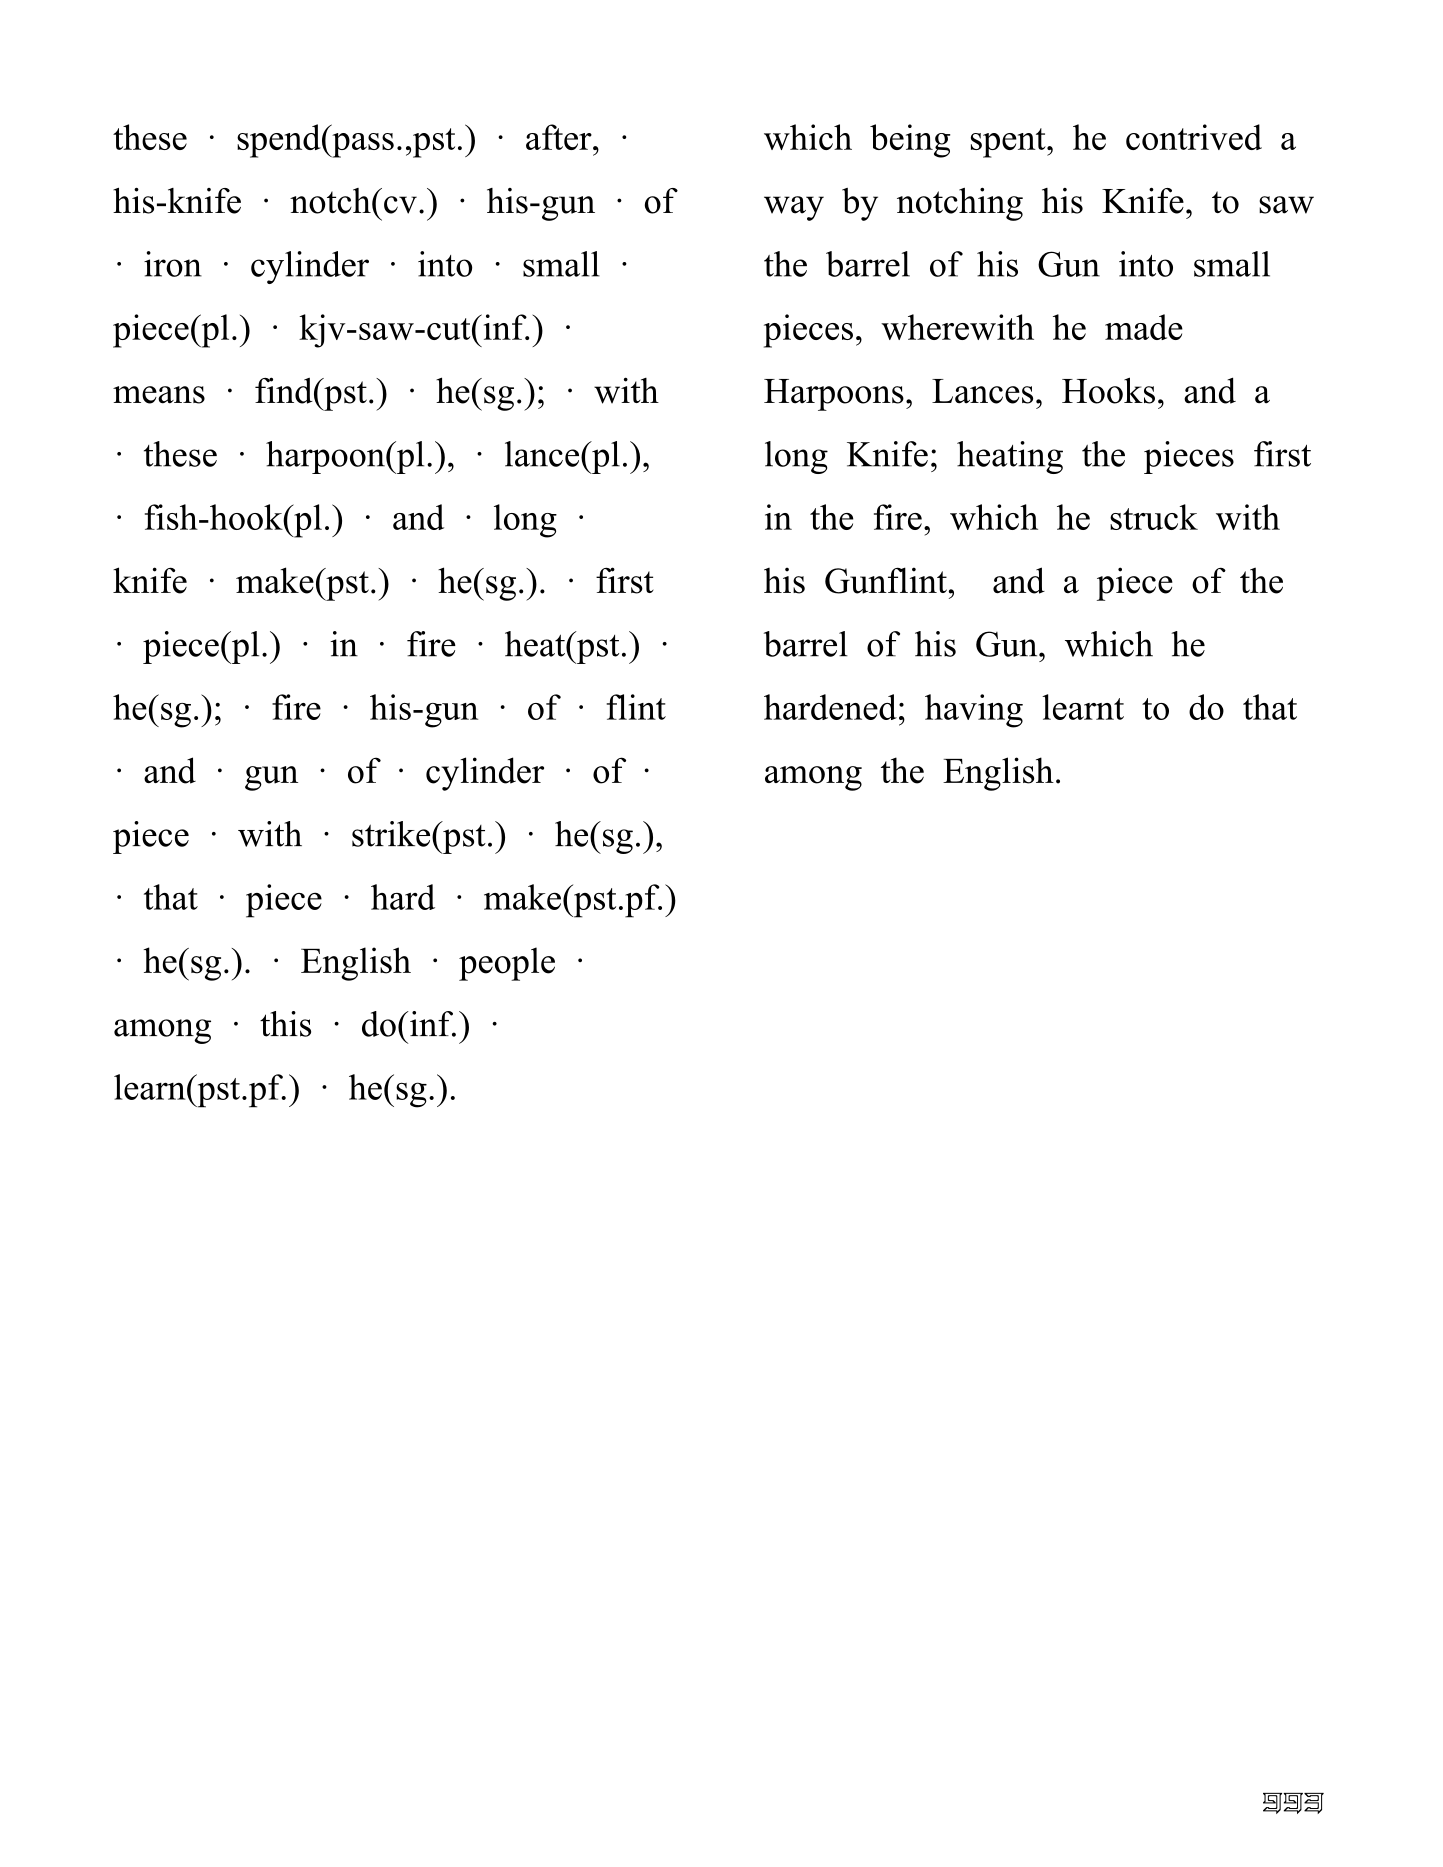 these · spend(pass.,pst.) · after, ·
his-knife · notch(cv.) · his-gun · of
· iron · cylinder · into · small ·
piece(pl.) · kjv-saw-cut(inf.) ·
means · find(pst.) · he(sg.); · with
· these · harpoon(pl.), · lance(pl.),
· fish-hook(pl.) · and · long ·
knife · make(pst.) · he(sg.). · first
· piece(pl.) · in · fire · heat(pst.) ·
he(sg.); · fire · his-gun · of · flint
· and · gun · of · cylinder · of ·
piece · with · strike(pst.) · he(sg.),
· that · piece · hard · make(pst.pf.)
· he(sg.). · English · people ·
among · this · do(inf.) ·
learn(pst.pf.) · he(sg.).
which being spent, he contrived a
way by notching his Knife, to saw
the barrel of his Gun into small
pieces, wherewith he made
Harpoons, Lances, Hooks, and a
long Knife; heating the pieces first
in the fire, which he struck with
his Gunflint, and a piece of the
barrel of his Gun, which he
hardened; having learnt to do that
among the English.